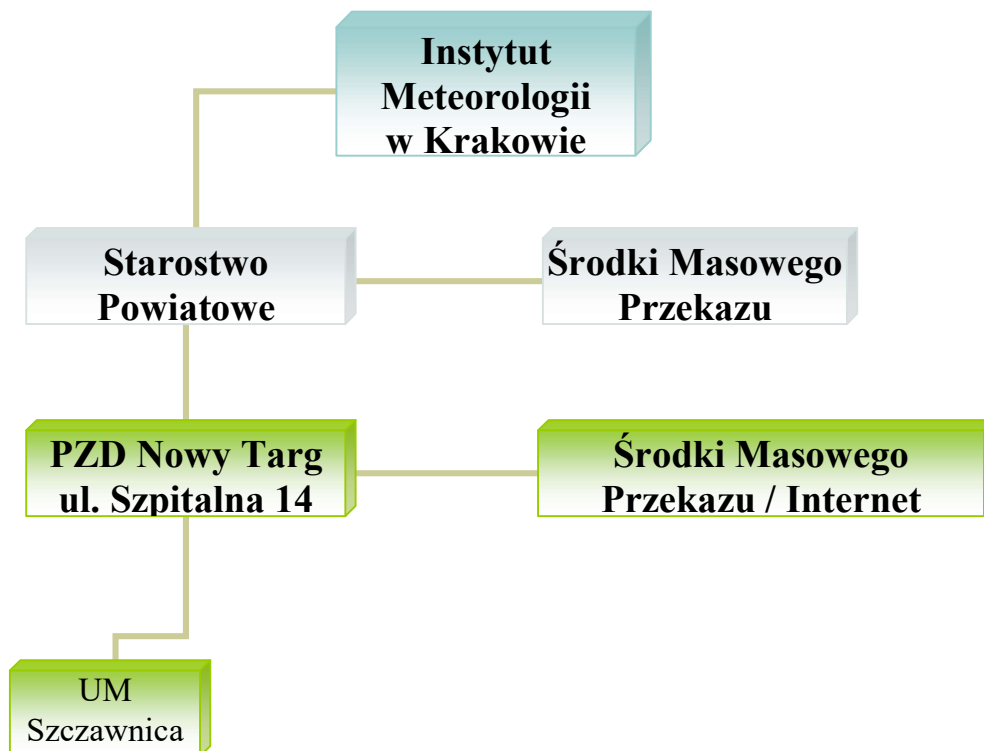 Instytut
Meteorologii
w Krakowie
Starostwo
Powiatowe
Środki Masowego
Przekazu
PZD Nowy Targ
ul. Szpitalna 14
Środki Masowego
Przekazu / Internet
UM
Szczawnica